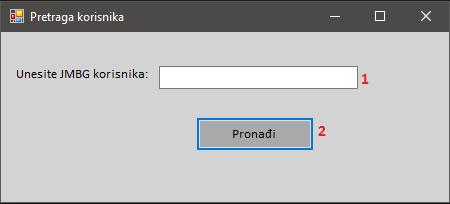 Pretraga korisnika
Unesite JMBG korisnika: 1
Pronađi 2